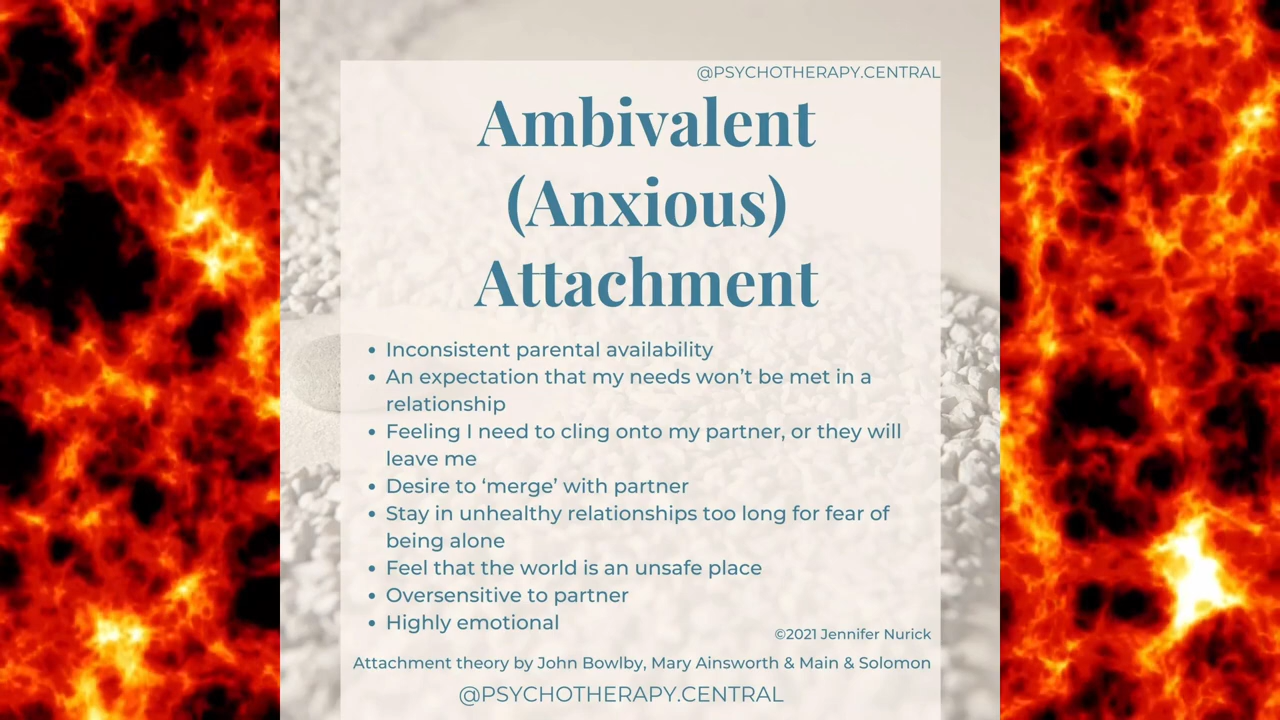 @PSYCHOTHERAPY.CENTRAL
Ambivalent
(Anxious)
Attachment
• Inconsistent parental availability
• An expectation that my needs won’t be met in a
relationship
• Feeling I need to cling onto my partner, or they will
leave me
• Desire to ‘merge’ with partner
• Stay in unhealthy relationships too long for fear of
being alone
• Feel that the world is an unsafe place
• Oversensitive to partner
• Highly emotional
©2021 Jennifer Nurick
Attachment theory by John Bowlby, Mary Ainsworth & Main & Solomon
@PSYCHOTHERAPY.CENTRAL